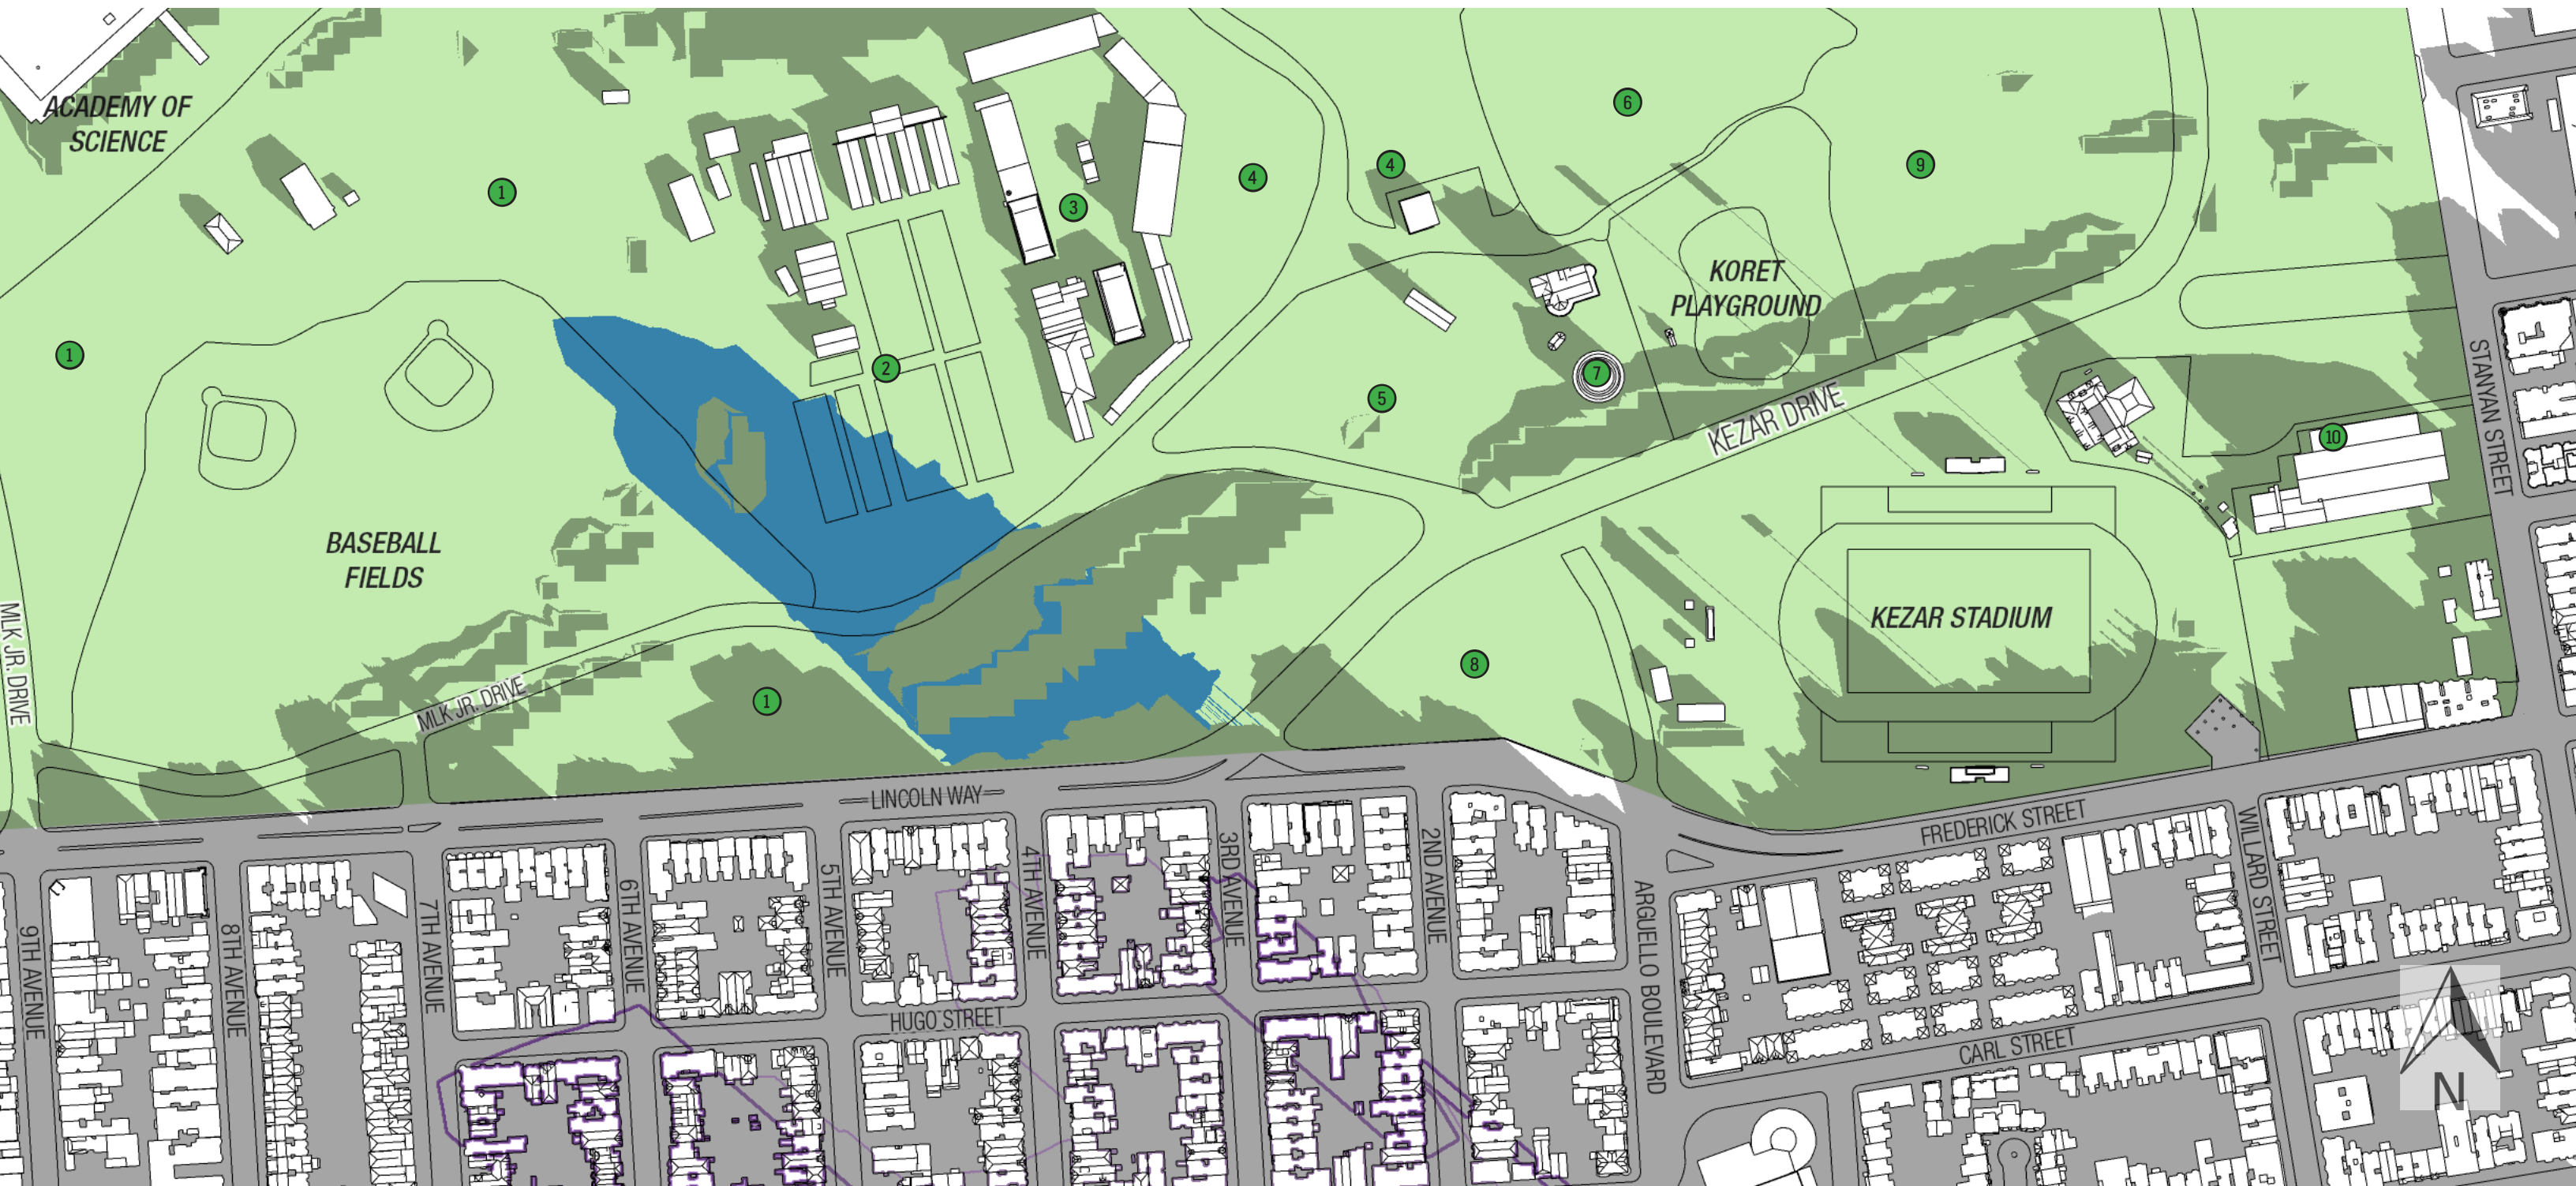 ACADEMY OF
SCIENCE
1
1
1
2
3
4
4
5
6
7
8
9
10
KORET
PLAYGROUND
KEZAR DRIVE
BASEBALL
FIELDS
KEZAR STADIUM
STANYAN STREET
MLK JR. DRIVE
MLK JR. DRIVE
LINCOLN WAY
FREDERICK STREET
9TH AVENUE
8TH AVENUE
7TH AVENUE
6TH AVENUE
5TH AVENUE
4TH AVENUE
3RD AVENUE
2ND AVENUE
ARGUELLO BOULEVARD
WILLARD STREET
HUGO STREET
CARL STREET
N